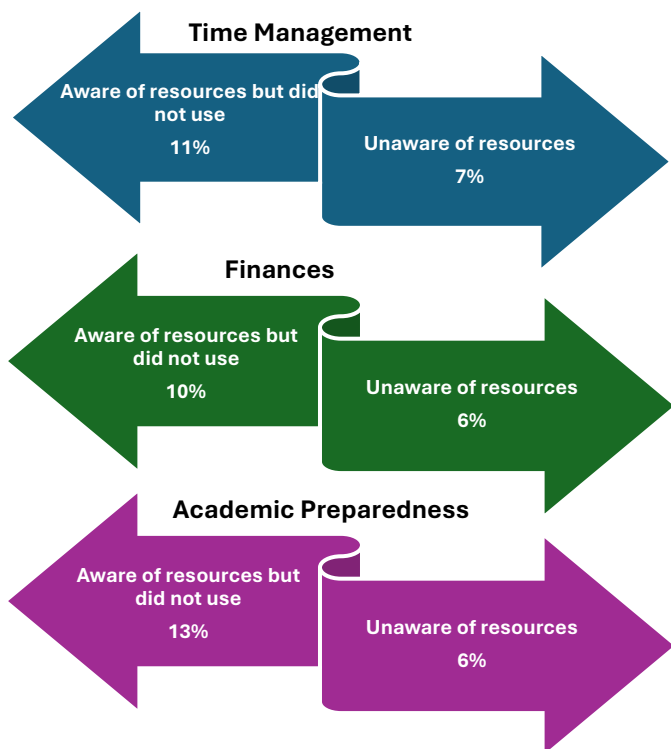 Time Management
Aware of resources but did
not use
11%
Unaware of resources
7%
Finances
Aware of resources but
did not use
10%
Unaware of resources
6%
Academic Preparedness
Aware of resources but
did not use
13%
Unaware of resources
6%